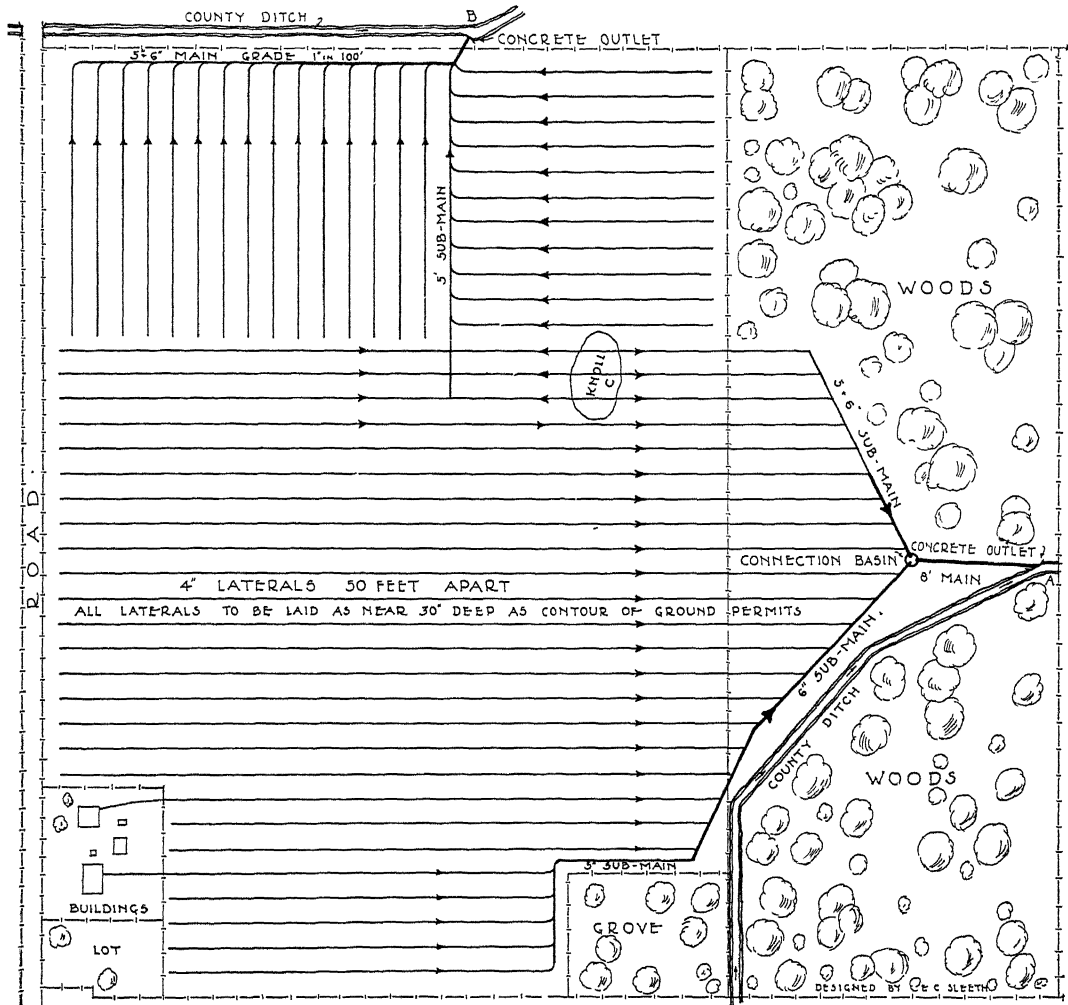 COUNTY DITCH
B
CONCRETE OUTLET
5"-6" MAIN GRADE 1" IN 100'
5' SUB-MAIN
WOODS
KNOLL
C
5"-6" SUB-MAIN
ROAD.
CONNECTION BASIN
CONCRETE OUTLET
8' MAIN
A
4" LATERALS 50 FEET APART
ALL LATERALS TO BE LAID AS NEAR 30" DEEP AS CONTOUR OF GROUND PERMITS
6" SUB-MAIN.
COUNTY DITCH
WOODS
5" SUB-MAIN
BUILDINGS
GROVE
LOT
DESIGNED BY E C SLEETH